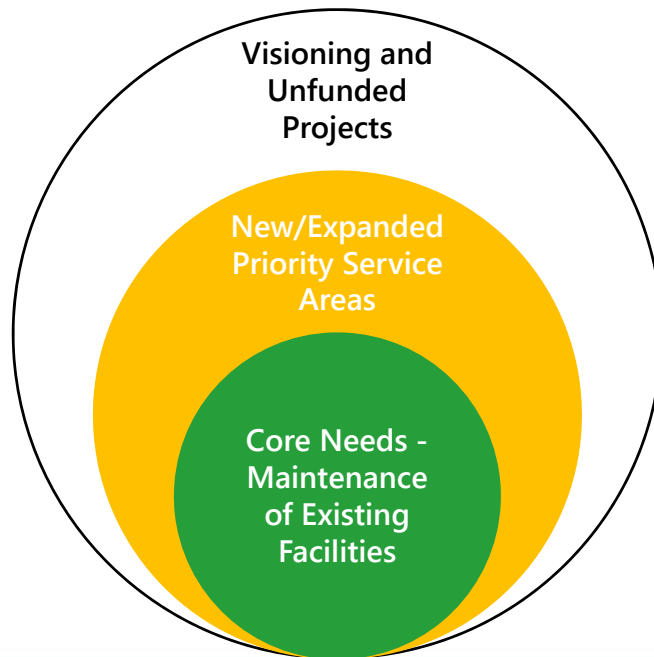 Visioning and
Unfunded
Projects
New/Expanded
Priority Service
Areas
Core Needs -
Maintenance
of Existing
Facilities